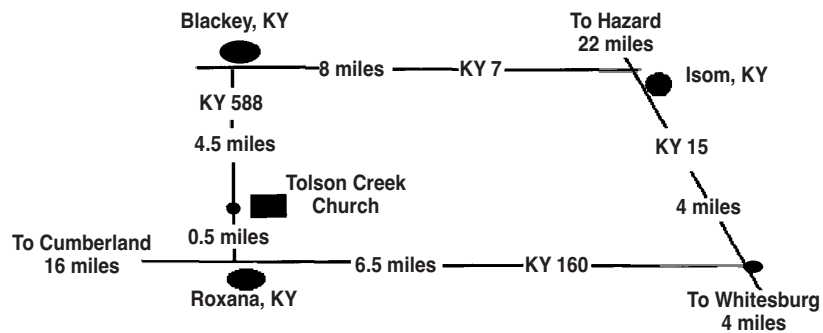 Blackey, KY
To Hazard
22 miles
8 miles
KY 7
Isom, KY
KY 588
KY 15
4.5 miles
Tolson Creek
Church
4 miles
To Cumberland
16 miles
0.5 miles
6.5 miles
KY 160
Roxana, KY
To Whitesburg
4 miles